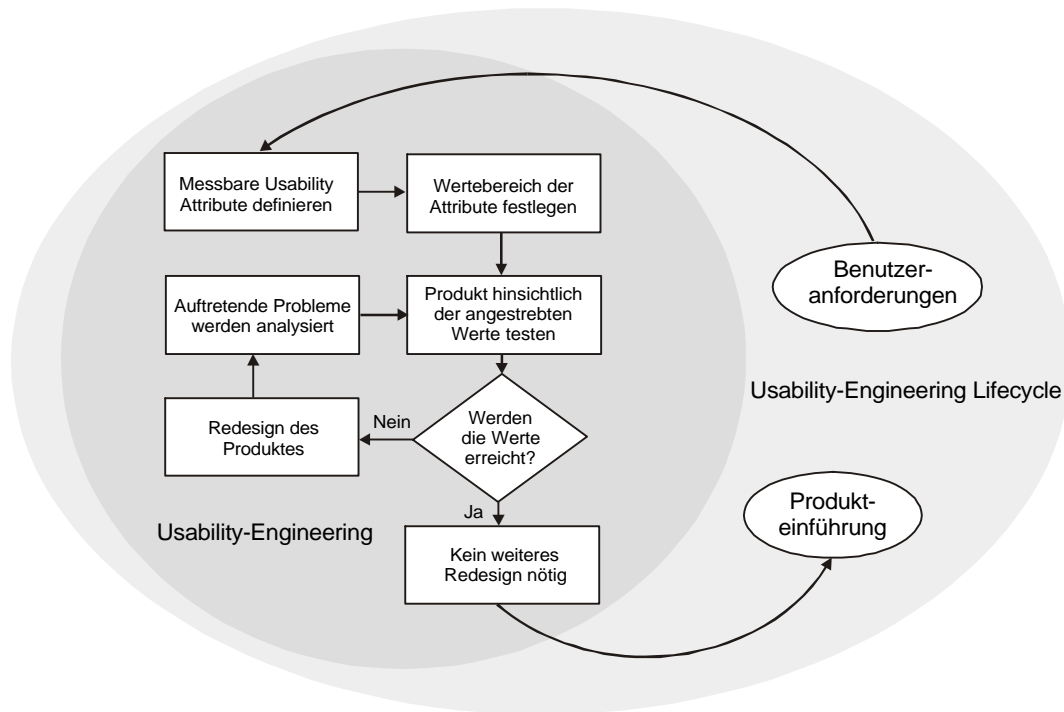 Messbare Usability
Attribute definieren
Wertebereich der
Attribute festlegen
Benutzer-
anforderungen
Auftretende Probleme
werden analysiert
Produkt hinsichtlich
der angestrebten
Werte testen
Usability-Engineering Lifecycle
Redesign des
Produktes
Nein
Werden
die Werte
erreicht?
Produkt-
einführung
Ja
Usability-Engineering
Kein weiteres
Redesign nötig